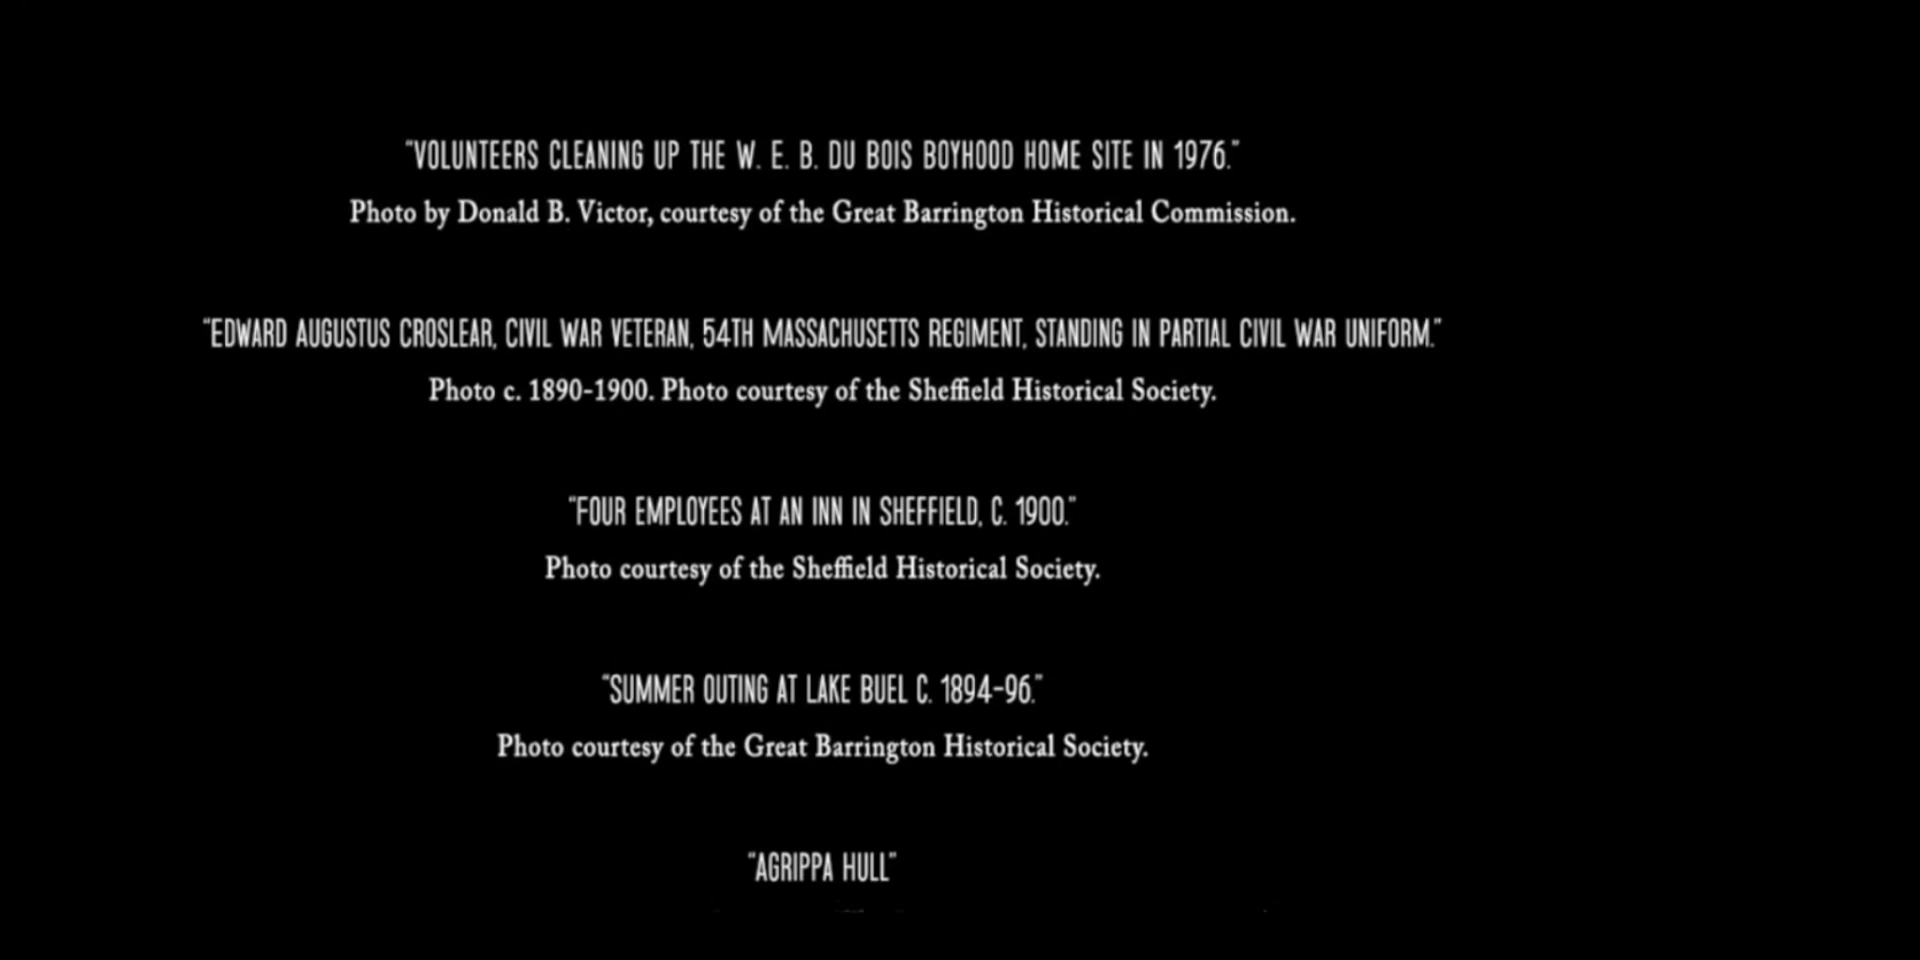 "VOLUNTEERS CLEANING UP THE W. E. B. DU BOIS BOYHOOD HOME SITE IN 1976."
Photo by Donald B. Victor, courtesy of the Great Barrington Historical Commission.
"EDWARD AUGUSTUS CROSLEAR, CIVIL WAR VETERAN, 54TH MASSACHUSETTS REGIMENT, STANDING IN PARTIAL CIVIL WAR UNIFORM."
Photo c. 1890-1900. Photo courtesy of the Sheffield Historical Society.
"FOUR EMPLOYEES AT AN INN IN SHEFFIELD, C. 1900."
Photo courtesy of the Sheffield Historical Society.
"SUMMER OUTING AT LAKE BUEL C. 1894-96."
Photo courtesy of the Great Barrington Historical Society.
"AGRIPPA HULL"